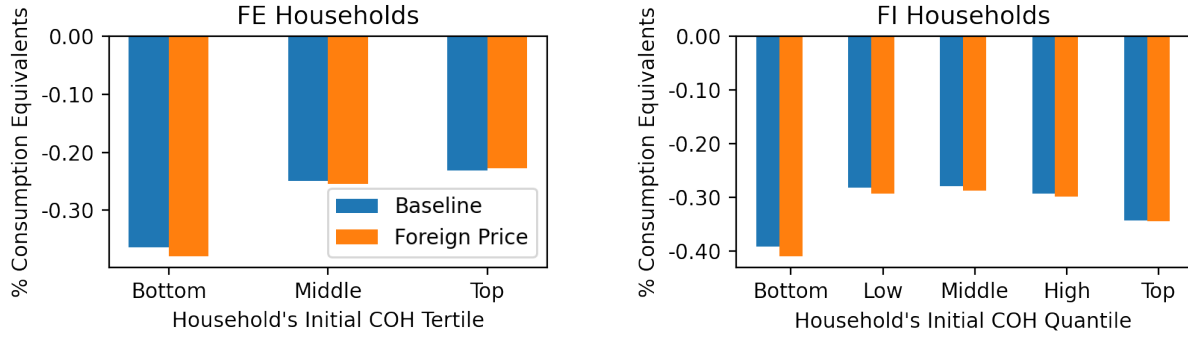 FE Households
% Consumption Equivalents
0.00
-0.10
-0.20
-0.30
Baseline
Foreign Price
Bottom Middle Top
Household's Initial COH Tertile
FI Households
% Consumption Equivalents
0.00
-0.10
-0.20
-0.30
-0.40
Bottom Low Middle High Top
Household's Initial COH Quantile